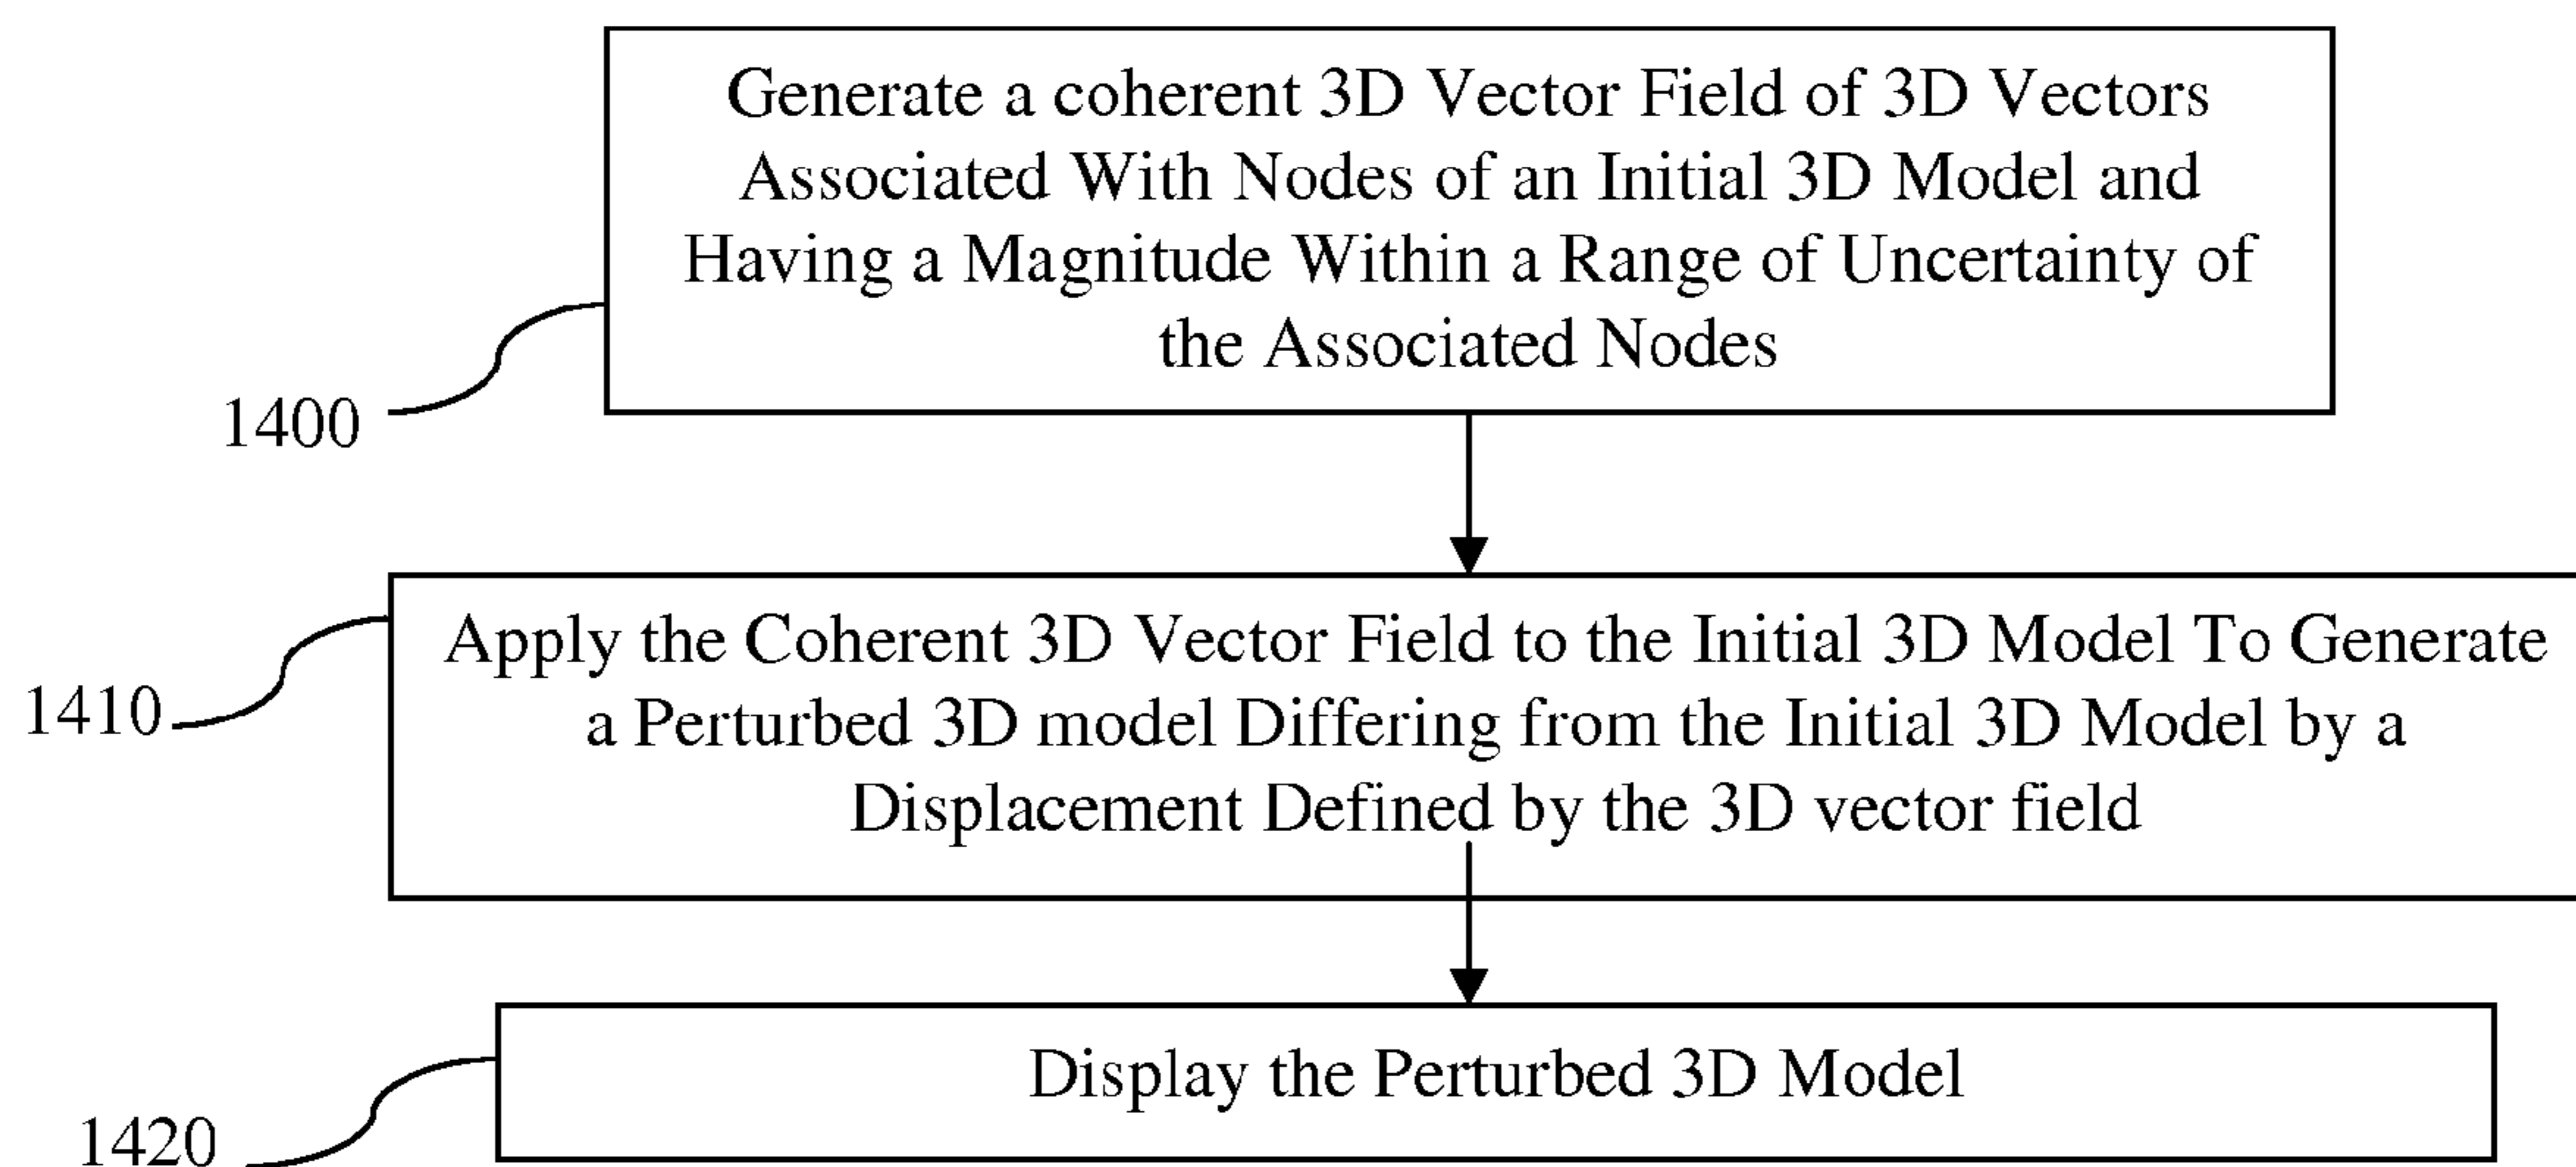 Generate a coherent 3D Vector Field of 3D Vectors
Associated With Nodes of an Initial 3D Model and
Having a Magnitude Within a Range of Uncertainty of
the Associated Nodes
1400
Apply the Coherent 3D Vector Field to the Initial 3D Model To Generate
a Perturbed 3D model Differing from the Initial 3D Model by a
Displacement Defined by the 3D vector field
1410
Display the Perturbed 3D Model
1420